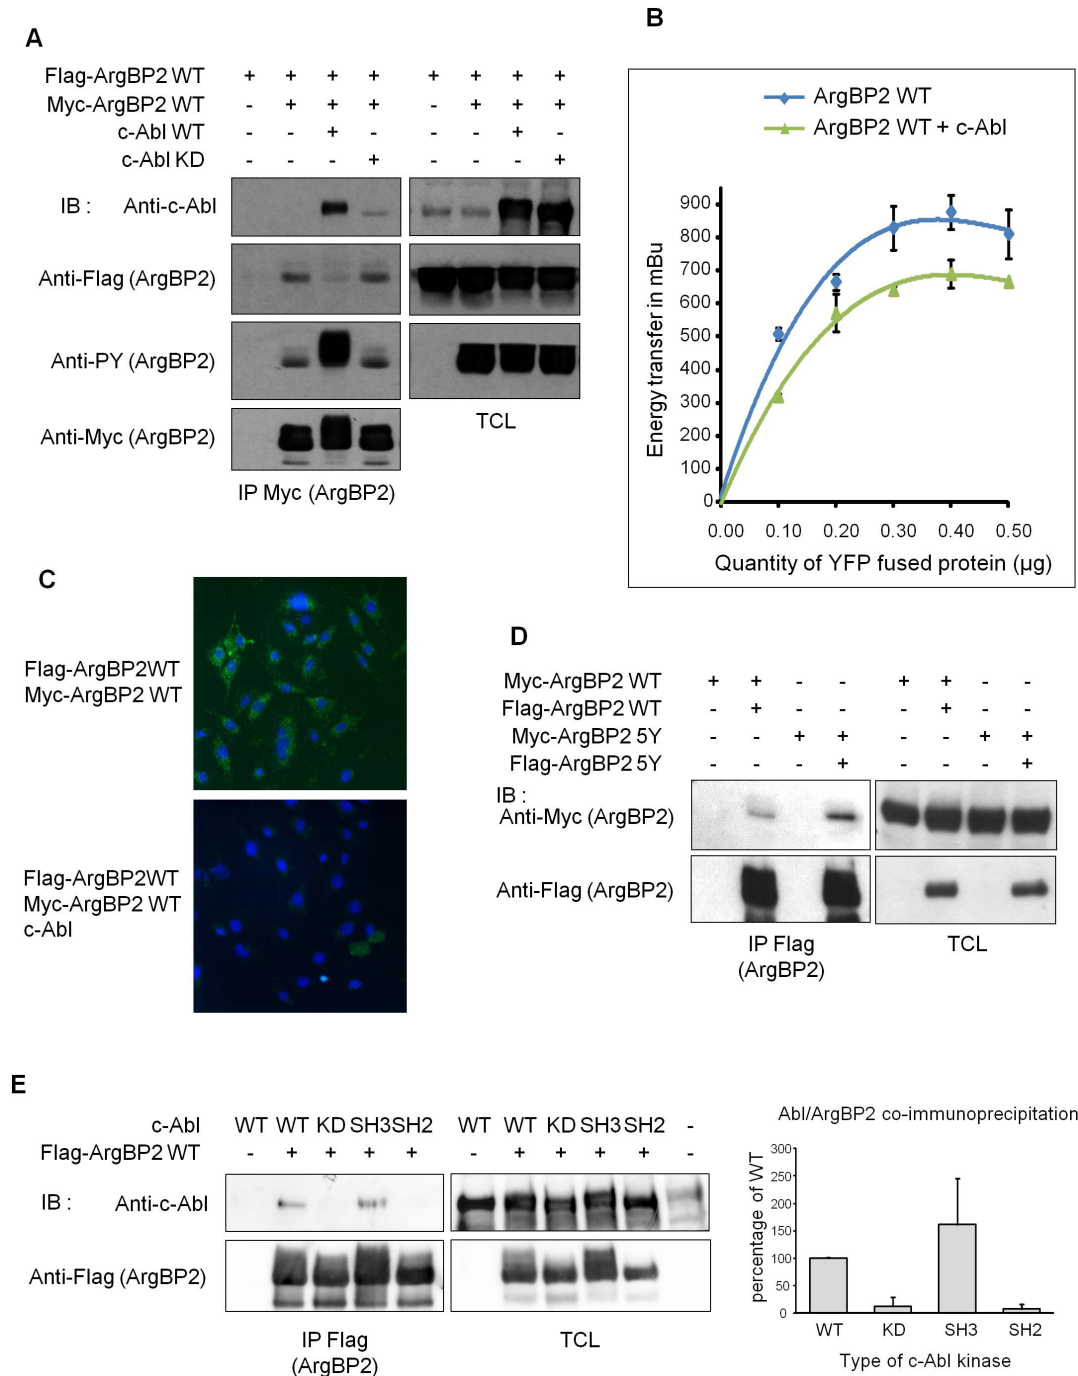 A
Flag-ArgBP2 WT + + + + + + + +
Myc-ArgBP2 WT - + + + - + + +
c-Abl WT - - + - - - + -
c-Abl KD - - - + - - - +
IB : Anti-c-Abl
Anti-Flag (ArgBP2)
Anti-PY (ArgBP2)
Anti-Myc (ArgBP2)
IP Myc (ArgBP2)
TCL
B
ArgBP2 WT
ArgBP2 WT + c-Abl
Energy transfer in mBu
900
800
700
600
500
400
300
200
100
0
0.00 0.10 0.20 0.30 0.40 0.50
Quantity of YFP fused protein (µg)
C
Flag-ArgBP2WT
Myc-ArgBP2 WT
Flag-ArgBP2WT
Myc-ArgBP2 WT
c-Abl
D
Myc-ArgBP2 WT + + - - + + - -
Flag-ArgBP2 WT - + - - - + - -
Myc-ArgBP2 5Y - - + + - - + +
Flag-ArgBP2 5Y - - - + - - - +
IB :
Anti-Myc (ArgBP2)
Anti-Flag (ArgBP2)
IP Flag
(ArgBP2)
TCL
E
c-Abl WT WT KD SH3 SH2 WT WT KD SH3 SH2 -
Flag-ArgBP2 WT - + + + + - + + + + -
IB : Anti-c-Abl
Anti-Flag (ArgBP2)
IP Flag
(ArgBP2)
TCL
Abl/ArgBP2 co-immunoprecipitation
percentage of WT
300
250
200
150
100
50
0
WT KD SH3 SH2
Type of c-Abl kinase